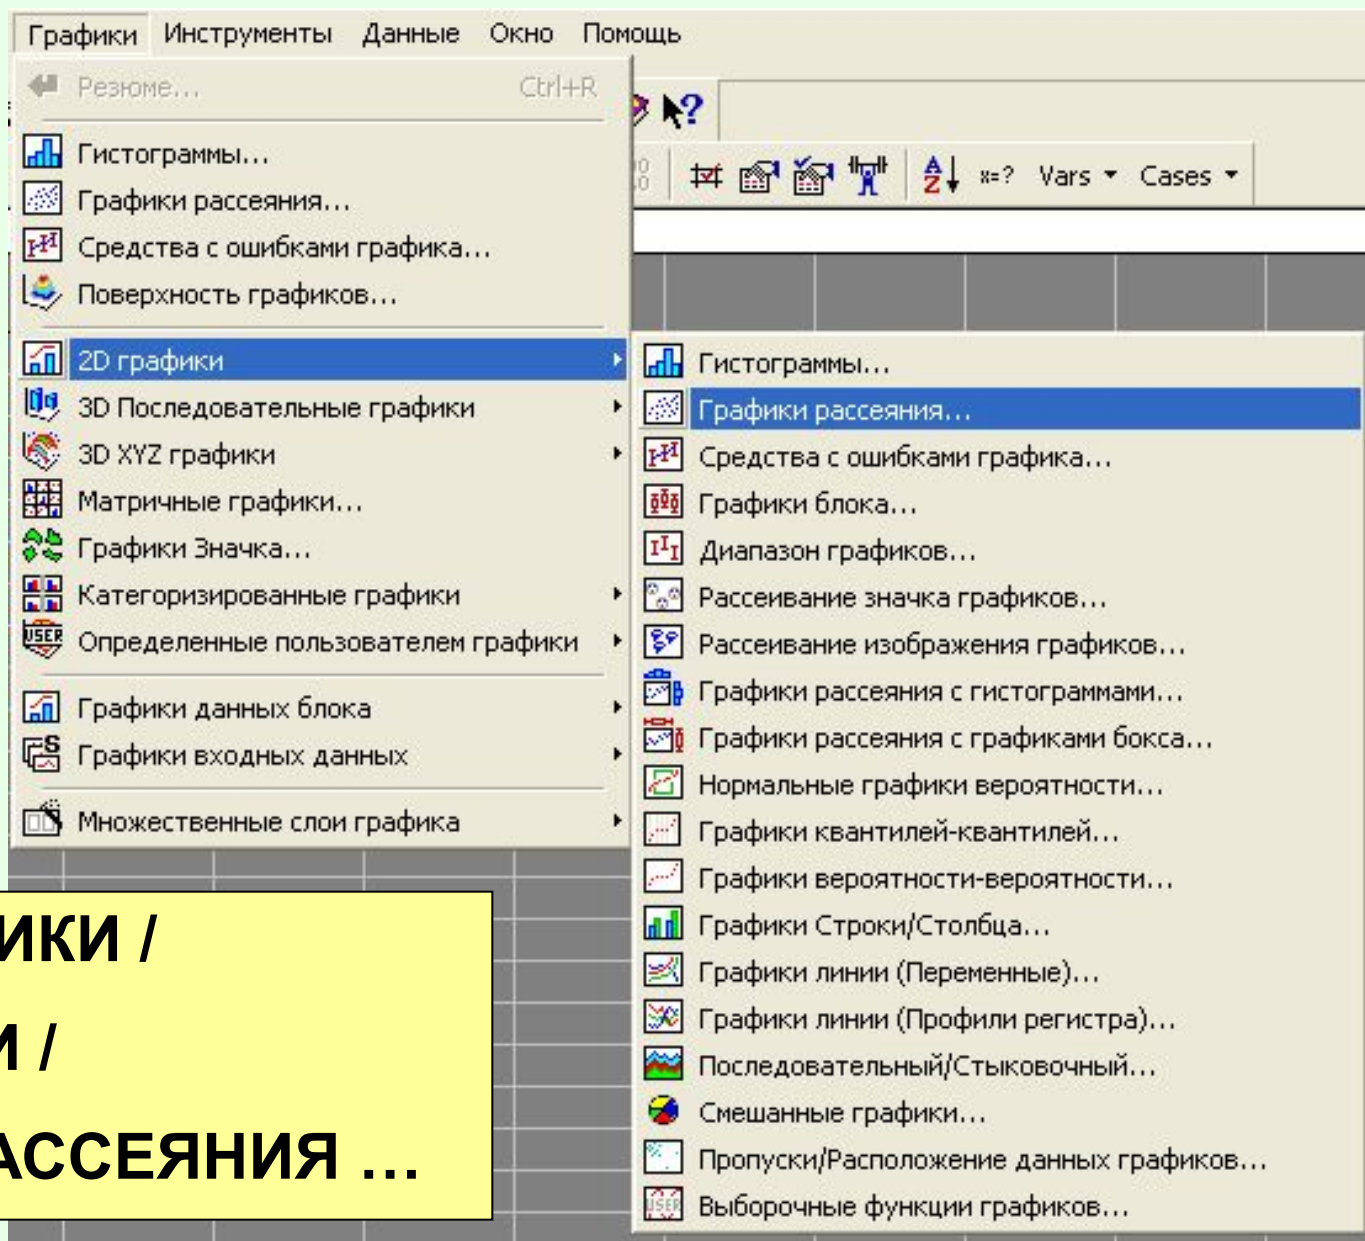 Графики Инструменты Данные Окно Помощь
Резюме... Ctrl+R
Гистограммы...
Графики рассеяния...
Средства с ошибками графика...
Поверхность графиков...
2D графики
3D Последовательные графики
3D XYZ графики
Матричные графики...
Графики Значка...
Категоризированные графики
Определенные пользователем графики
USER
Графики данных блока
Графики входных данных
Множественные слои графика
x=? Vars Cases
Гистограммы...
Графики рассеяния...
Средства с ошибками графика...
Графики блока...
Диапазон графиков...
Рассеивание значка графиков...
Рассеивание изображения графиков...
Графики рассеяния с гистограммами...
Графики рассеяния с графиками бокса...
Нормальные графики вероятности...
Графики квантилей-квантилей...
Графики вероятности-вероятности...
Графики Строки/Столбца...
Графики линии (Переменные)...
Графики линии (Профили регистра)...
Последовательный/Стыковочный...
Смешанные графики...
Пропуски/Расположение данных графиков...
Выборочные функции графиков...
USER
ИКИ /
И /
АССЕЯНИЯ ...